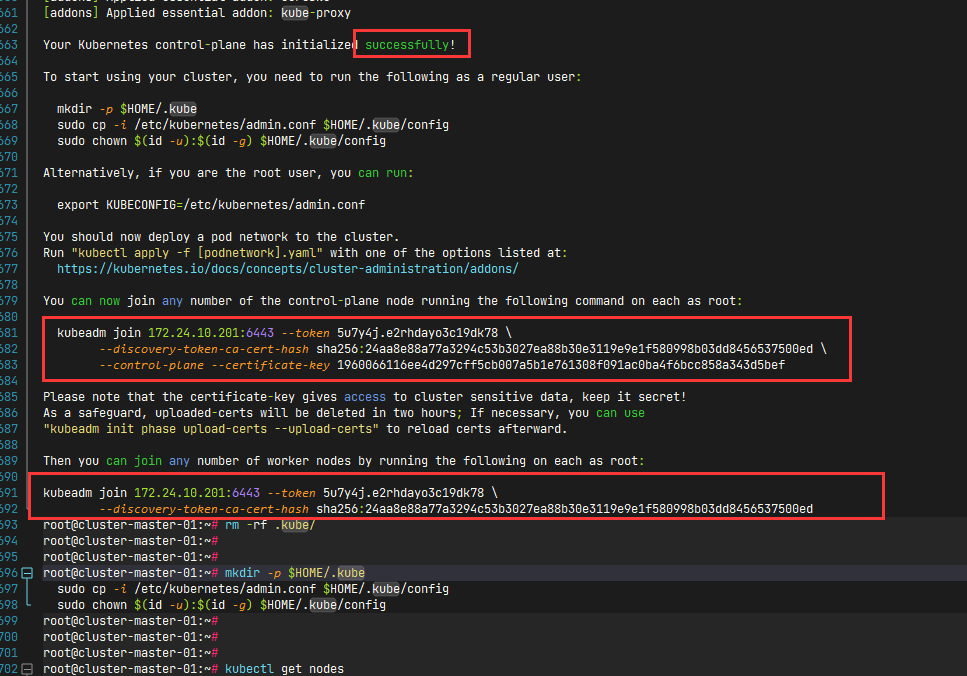 661 [addons] Applied essential addon: kube-proxy
662
663 Your Kubernetes control-plane has initialized successfully!
664
665 To start using your cluster, you need to run the following as a regular user:
666
667 mkdir -p $HOME/.kube
668 sudo cp -i /etc/kubernetes/admin.conf $HOME/.kube/config
669 sudo chown $(id -u):$(id -g) $HOME/.kube/config
670
671 Alternatively, if you are the root user, you can run:
672
673 export KUBECONFIG=/etc/kubernetes/admin.conf
674
675 You should now deploy a pod network to the cluster.
676 Run "kubectl apply -f [podnetwork].yaml" with one of the options listed at:
677 https://kubernetes.io/docs/concepts/cluster-administration/addons/
678
679 You can now join any number of the control-plane node running the following command on each as root:
680
681 kubeadm join 172.24.10.201:6443 --token 5u7y4j.e2rhdayo3c19dk78 \
682 --discovery-token-ca-cert-hash sha256:24aa8e88a77a3294c53b3027ea88b30e3119e9e1f580998b03dd8456537500ed \
683 --control-plane --certificate-key 1960066116ee4d297cff5cb007a5b1e761308f091ac0ba4f6bcc858a343d5bef
684
685 Please note that the certificate-key gives access to cluster sensitive data, keep it secret!
686 As a safeguard, uploaded-certs will be deleted in two hours; If necessary, you can use
687 "kubeadm init phase upload-certs --upload-certs" to reload certs afterward.
688
689 Then you can join any number of worker nodes by running the following on each as root:
690
691 kubeadm join 172.24.10.201:6443 --token 5u7y4j.e2rhdayo3c19dk78 \
692 --discovery-token-ca-cert-hash sha256:24aa8e88a77a3294c53b3027ea88b30e3119e9e1f580998b03dd8456537500ed
693 root@cluster-master-01:~# rm -rf .kube/
694 root@cluster-master-01:~#
695 root@cluster-master-01:~#
696 root@cluster-master-01:~# mkdir -p $HOME/.kube
697 sudo cp -i /etc/kubernetes/admin.conf $HOME/.kube/config
698 sudo chown $(id -u):$(id -g) $HOME/.kube/config
699 root@cluster-master-01:~#
700 root@cluster-master-01:~#
701 root@cluster-master-01:~#
702 root@cluster-master-01:~# kubectl get nodes